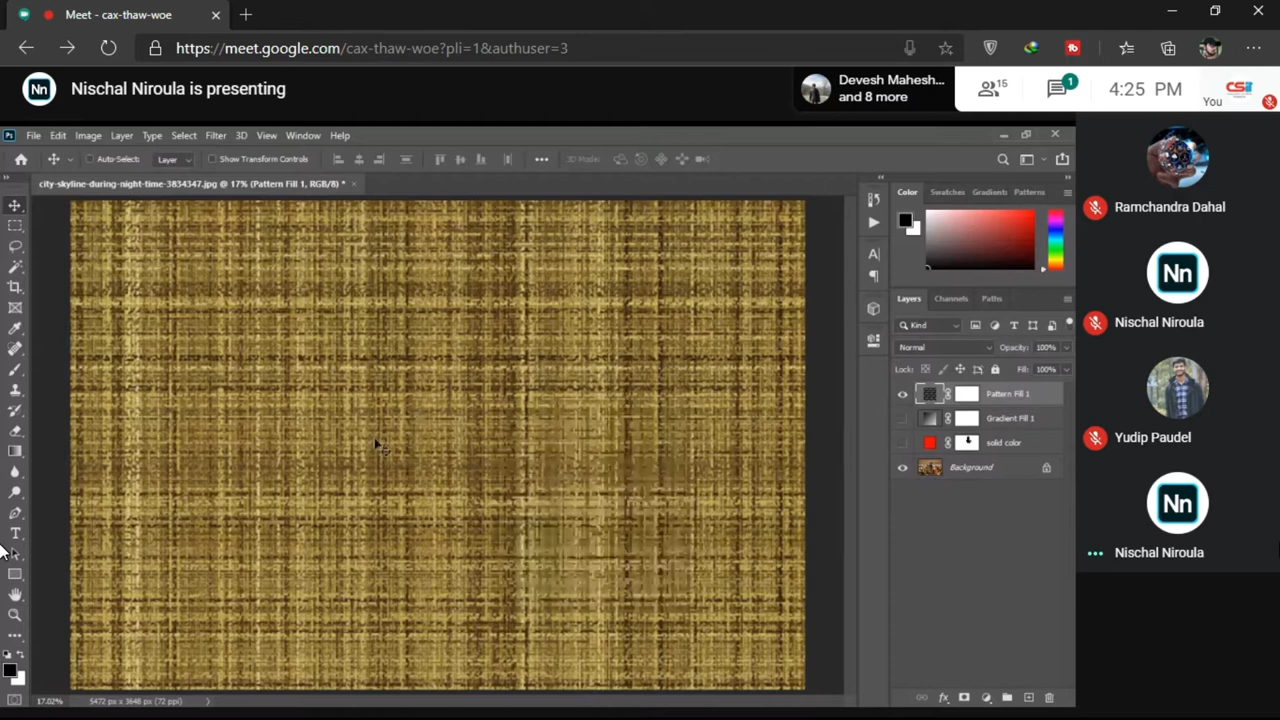 Meet - cax-thaw-woe
https://meet.google.com/cax-thaw-woe?pli=1&authuser=3
Nn
Nischal Niroula is presenting
Devesh Mahesh...
and 8 more
15
1
4:25 PM
CSiT
You
Ps File Edit Image Layer Type Select Filter 3D View Window Help
Auto-Select: Layer Show Transform Controls 3D Mode:
city-skyline-during-night-time-3834347.jpg @ 17% (Pattern Fill 1, RGB/8) *
Color Swatches Gradients Patterns
Layers Channels Paths
Kind
Normal Opacity: 100%
Lock: Fill: 100%
Pattern Fill 1
Gradient Fill 1
solid color
Background
17.02% 5472 px x 3648 px (72 ppi)
Ramchandra Dahal
Nn
Nischal Niroula
Yudip Paudel
Nn
Nischal Niroula